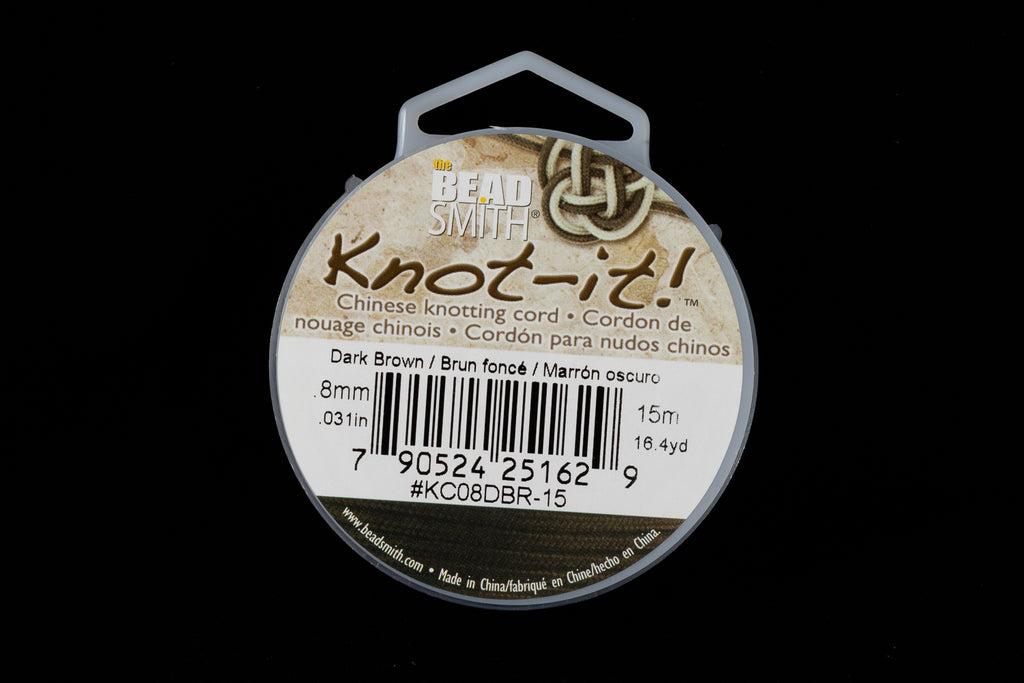 the
BEAD
SMITH®
Knot-it!™
Chinese knotting cord • Cordon de
nouage chinois • Cordón para nudos chinos
Dark Brown / Brun foncé / Marrón oscuro
.8mm
.031in
15m
16.4yd
7 90524 25162 9
#KC08DBR-15
www.beadsmith.com • Made in China/fabriqué en Chine/hecho en China.